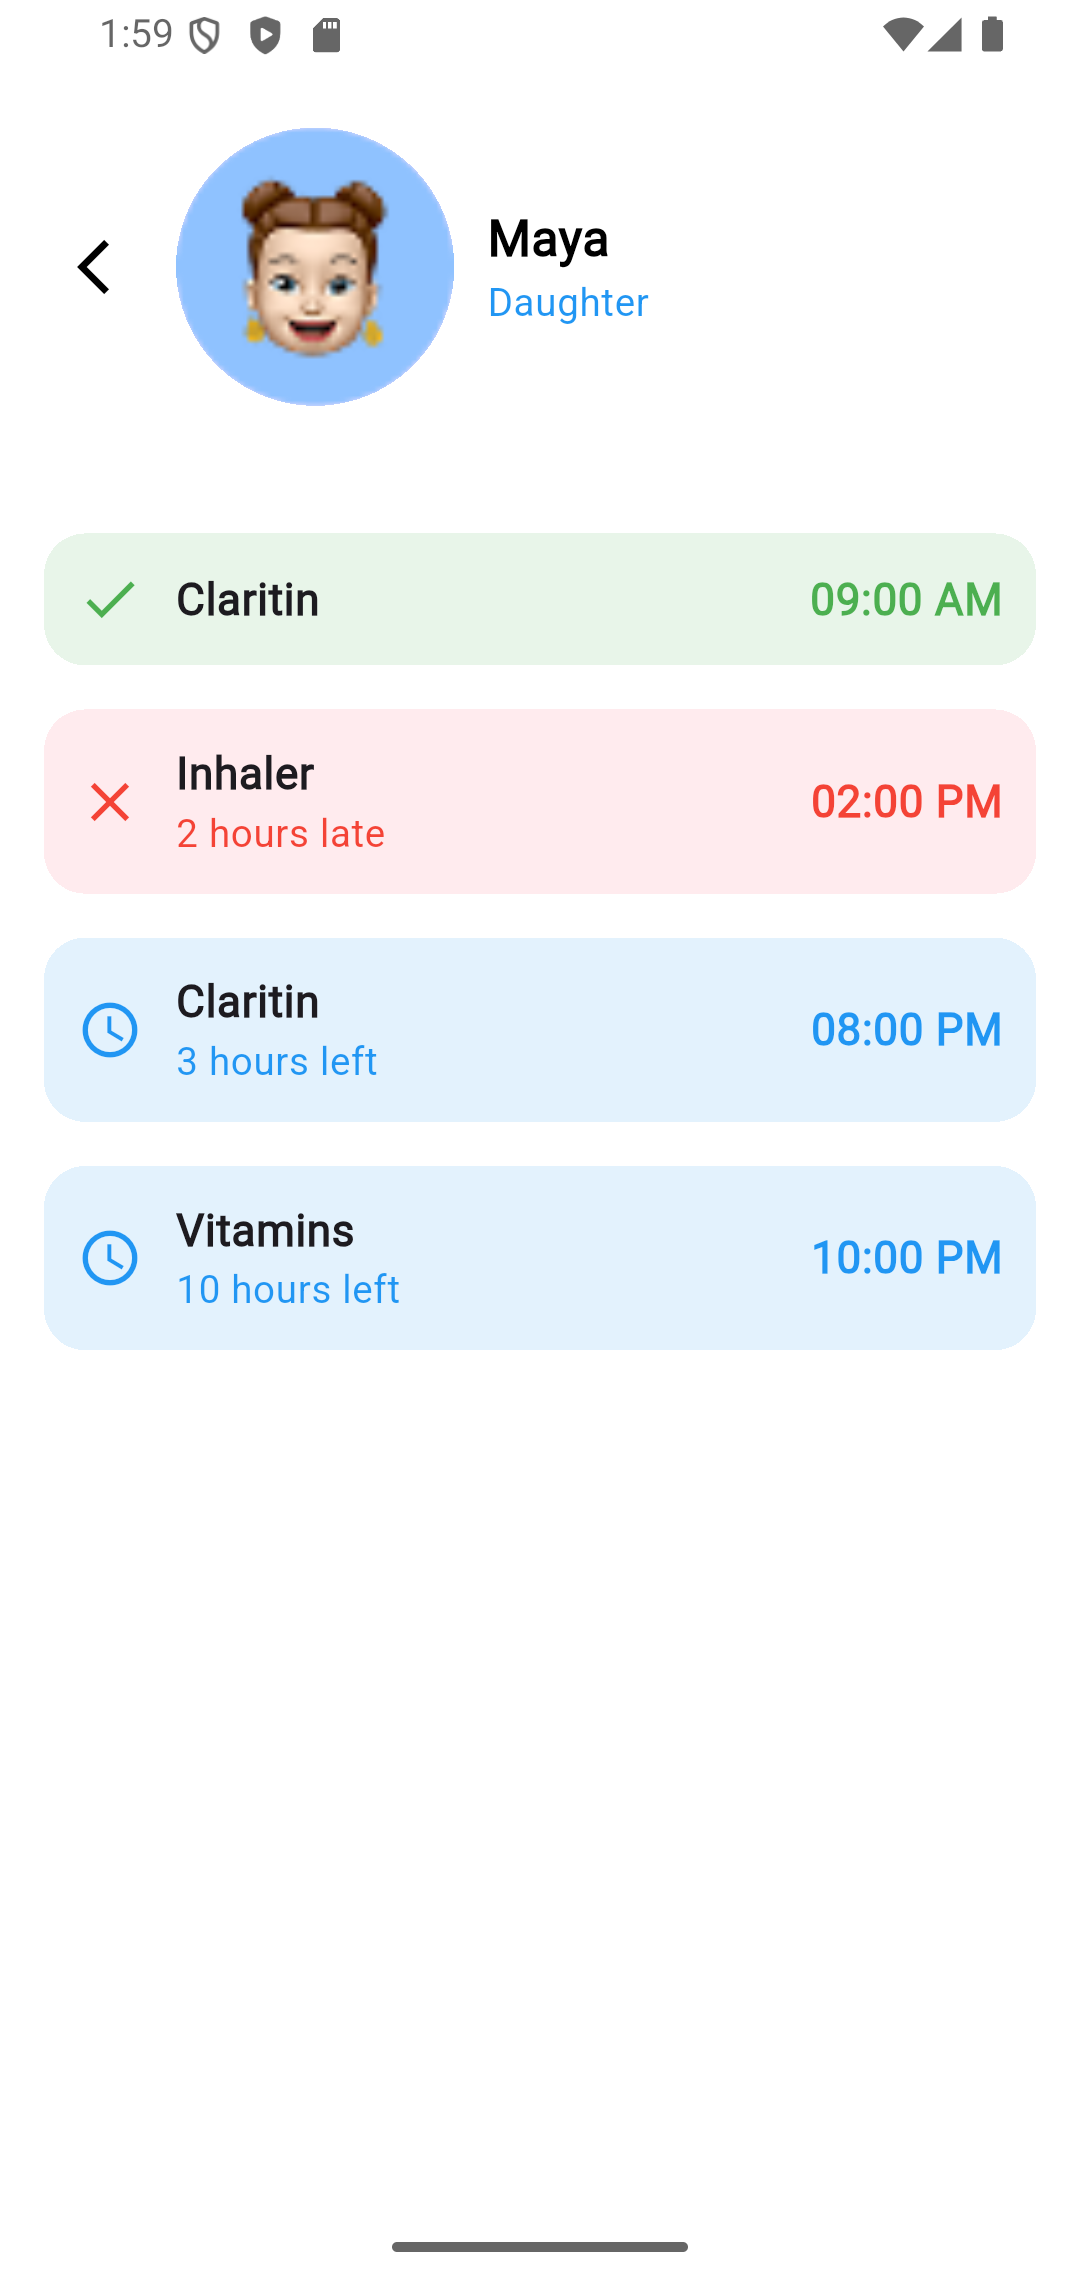 1:59
Maya
Daughter
Claritin
09:00 AM
Inhaler
2 hours late
02:00 PM
Claritin
3 hours left
08:00 PM
Vitamins
10 hours left
10:00 PM